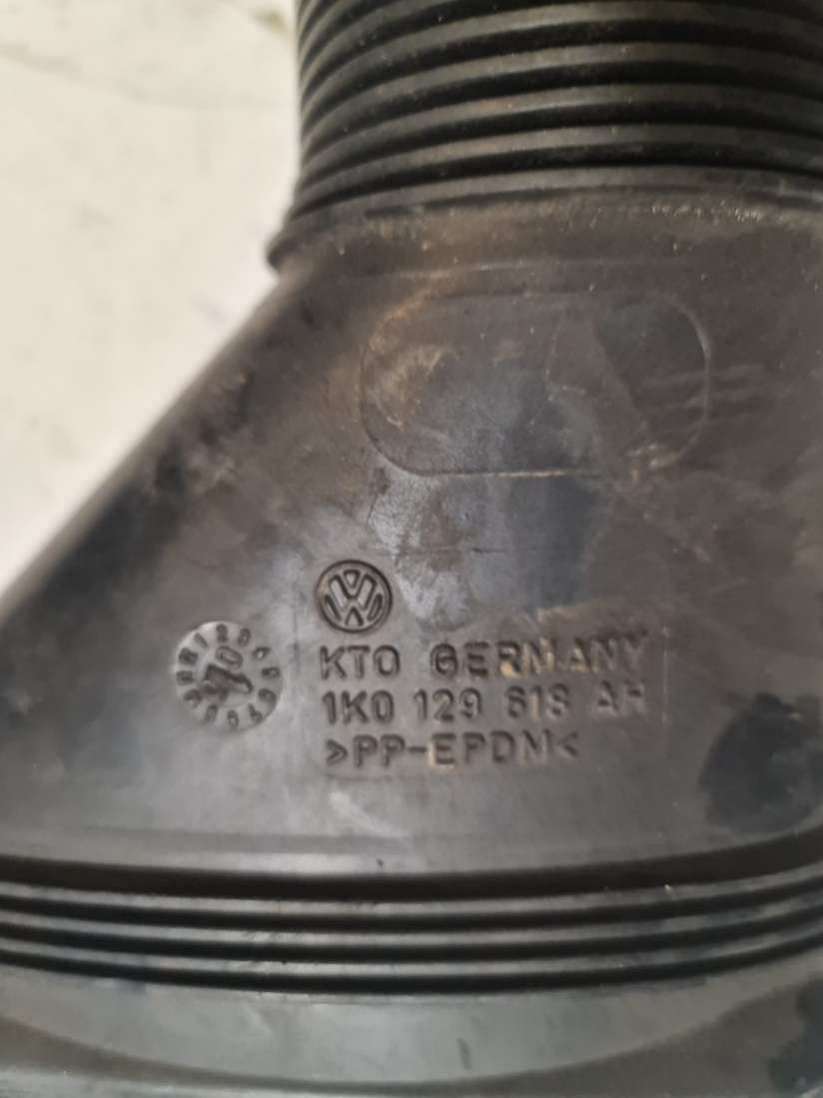 KTO GERMANY
1K0 129 618 AH
>PP-EPDM<